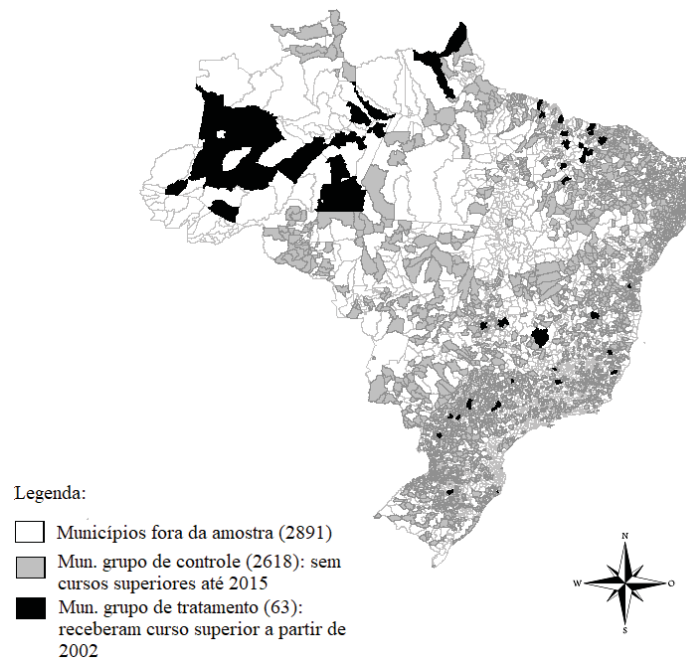 Legenda:
Municípios fora da amostra (2891)
Mun. grupo de controle (2618): sem
cursos superiores até 2015
Mun. grupo de tratamento (63):
receberam curso superior a partir de
2002
N
W
O
S